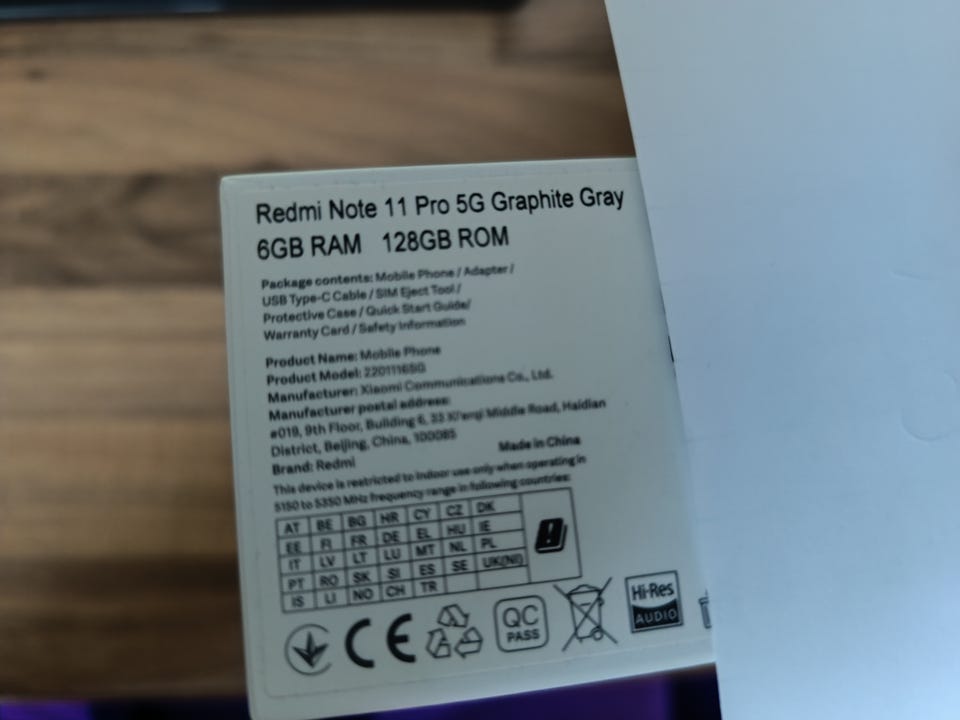 Redmi Note 11 Pro 5G Graphite Gray
6GB RAM 128GB ROM
Package contents: Mobile Phone / Adapter /
USB Type-C Cable / SIM Eject Tool /
Protective Case / Quick Start Guide/
Warranty Card / Safety Information
Product Name: Mobile Phone
Product Model: 2201116SG
Manufacturer: Xiaomi Communications Co., Ltd.
Manufacturer postal address:
#019, 9th Floor, Building 6, 33 Xi'erqi Middle Road, Haidian
District, Beijing, China, 100085
Made in China
Brand: Redmi
This device is restricted to indoor use only when operating in
5150 to 5350 MHz frequency range in following countries:
AT BE BG HR CY CZ DK
EE FI FR DE EL HU IE
IT LV LT LU MT NL PL
PT RO SK SI ES SE UK(NI)
IS LI NO CH TR
CE
QC
PASS
Hi-Res
AUDIO